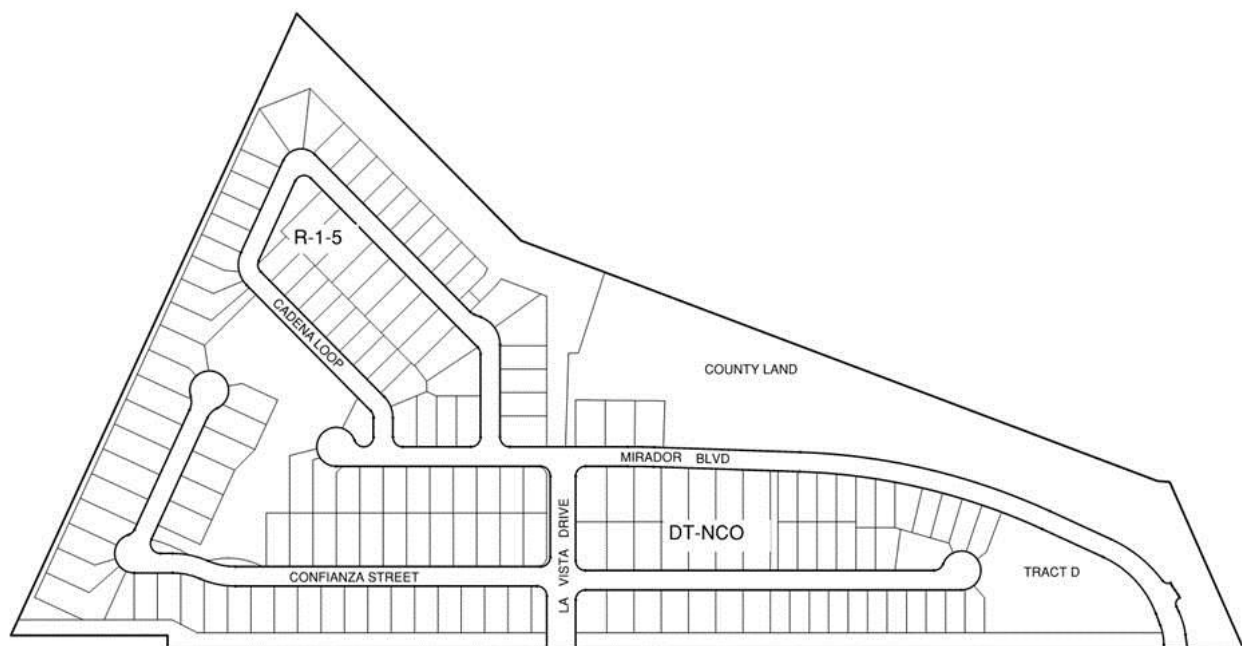 R-1-5
CADENA LOOP
COUNTY LAND
MIRADOR BLVD
LA VISTA DRIVE
DT-NCO
CONFIANZA STREET
TRACT D